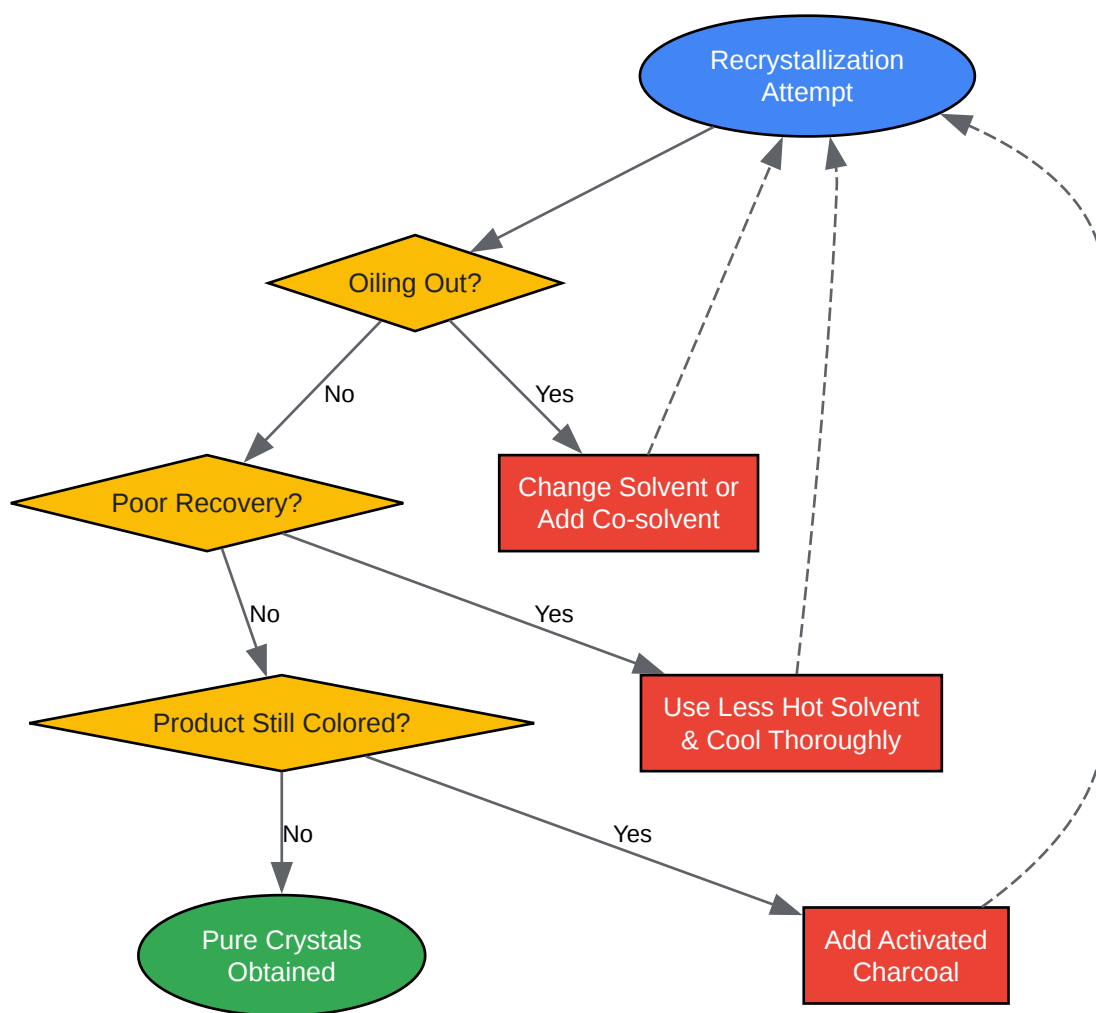 Recrystallization
Attempt
Oiling Out?
No
Yes
Poor Recovery?
Change Solvent or
Add Co-solvent
No
Yes
Product Still Colored?
Use Less Hot Solvent
& Cool Thoroughly
No
Yes
Pure Crystals
Obtained
Add Activated
Charcoal